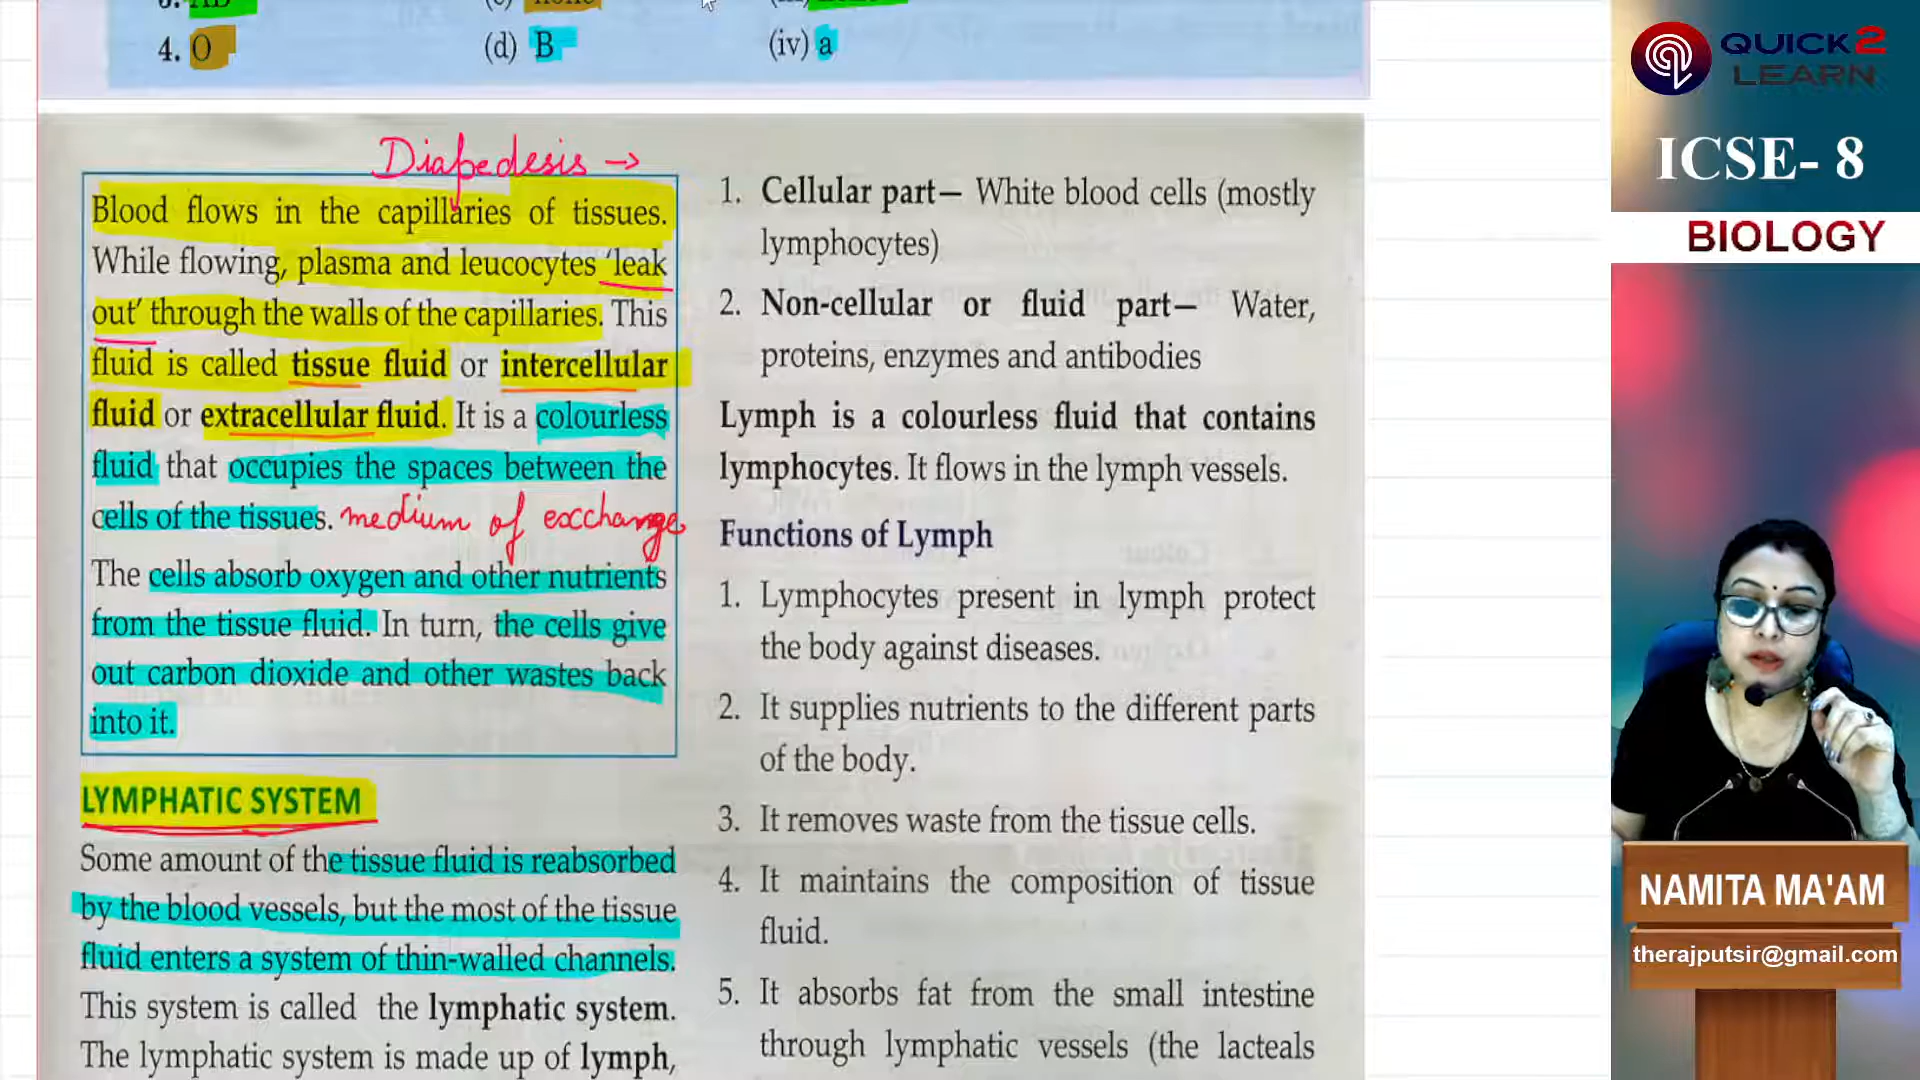 4. O (d) B (iv) a
Diapedesis →
Blood flows in the capillaries of tissues.
While flowing, plasma and leucocytes ‘leak
out’ through the walls of the capillaries. This
fluid is called tissue fluid or intercellular
fluid or extracellular fluid. It is a colourless
fluid that occupies the spaces between the
cells of the tissues. medium of exchange
The cells absorb oxygen and other nutrients
from the tissue fluid. In turn, the cells give
out carbon dioxide and other wastes back
into it.
LYMPHATIC SYSTEM
Some amount of the tissue fluid is reabsorbed
by the blood vessels, but the most of the tissue
fluid enters a system of thin-walled channels.
This system is called the lymphatic system.
The lymphatic system is made up of lymph,
1. Cellular part— White blood cells (mostly
lymphocytes)
2. Non-cellular or fluid part— Water,
proteins, enzymes and antibodies
Lymph is a colourless fluid that contains
lymphocytes. It flows in the lymph vessels.
Functions of Lymph
1. Lymphocytes present in lymph protect
the body against diseases.
2. It supplies nutrients to the different parts
of the body.
3. It removes waste from the tissue cells.
4. It maintains the composition of tissue
fluid.
5. It absorbs fat from the small intestine
through lymphatic vessels (the lacteals
QUICK2
LEARN
ICSE- 8
BIOLOGY
NAMITA MA'AM
therajputsir@gmail.com